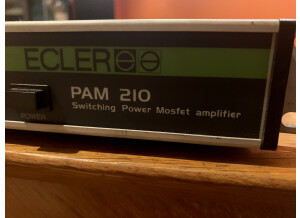 ECLER
PAM 210
Switching Power Mosfet amplifier
POWER